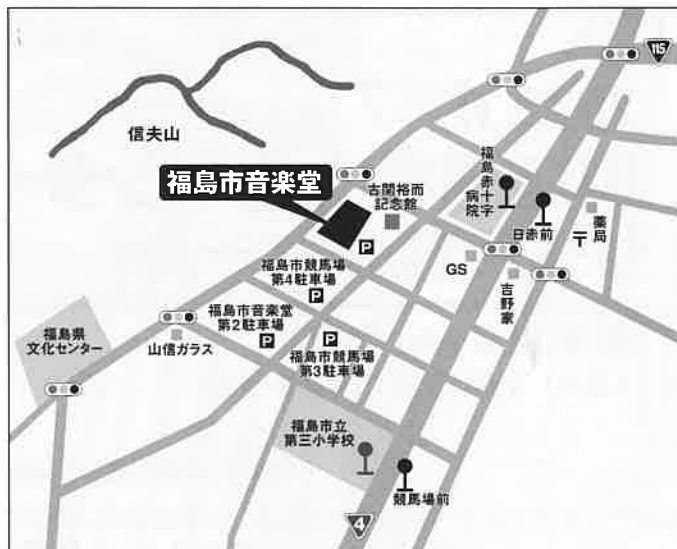 115
信夫山
福島市音楽堂
古関裕而
記念館
福島赤十字
病院
日赤前
薬局
〒
P
GS
吉野家
福島市競馬場
第4駐車場
P
福島市音楽堂
第2駐車場
P
P
福島市競馬場
第3駐車場
福島県
文化センター
山信ガラス
福島市立
第三小学校
競馬場前
4